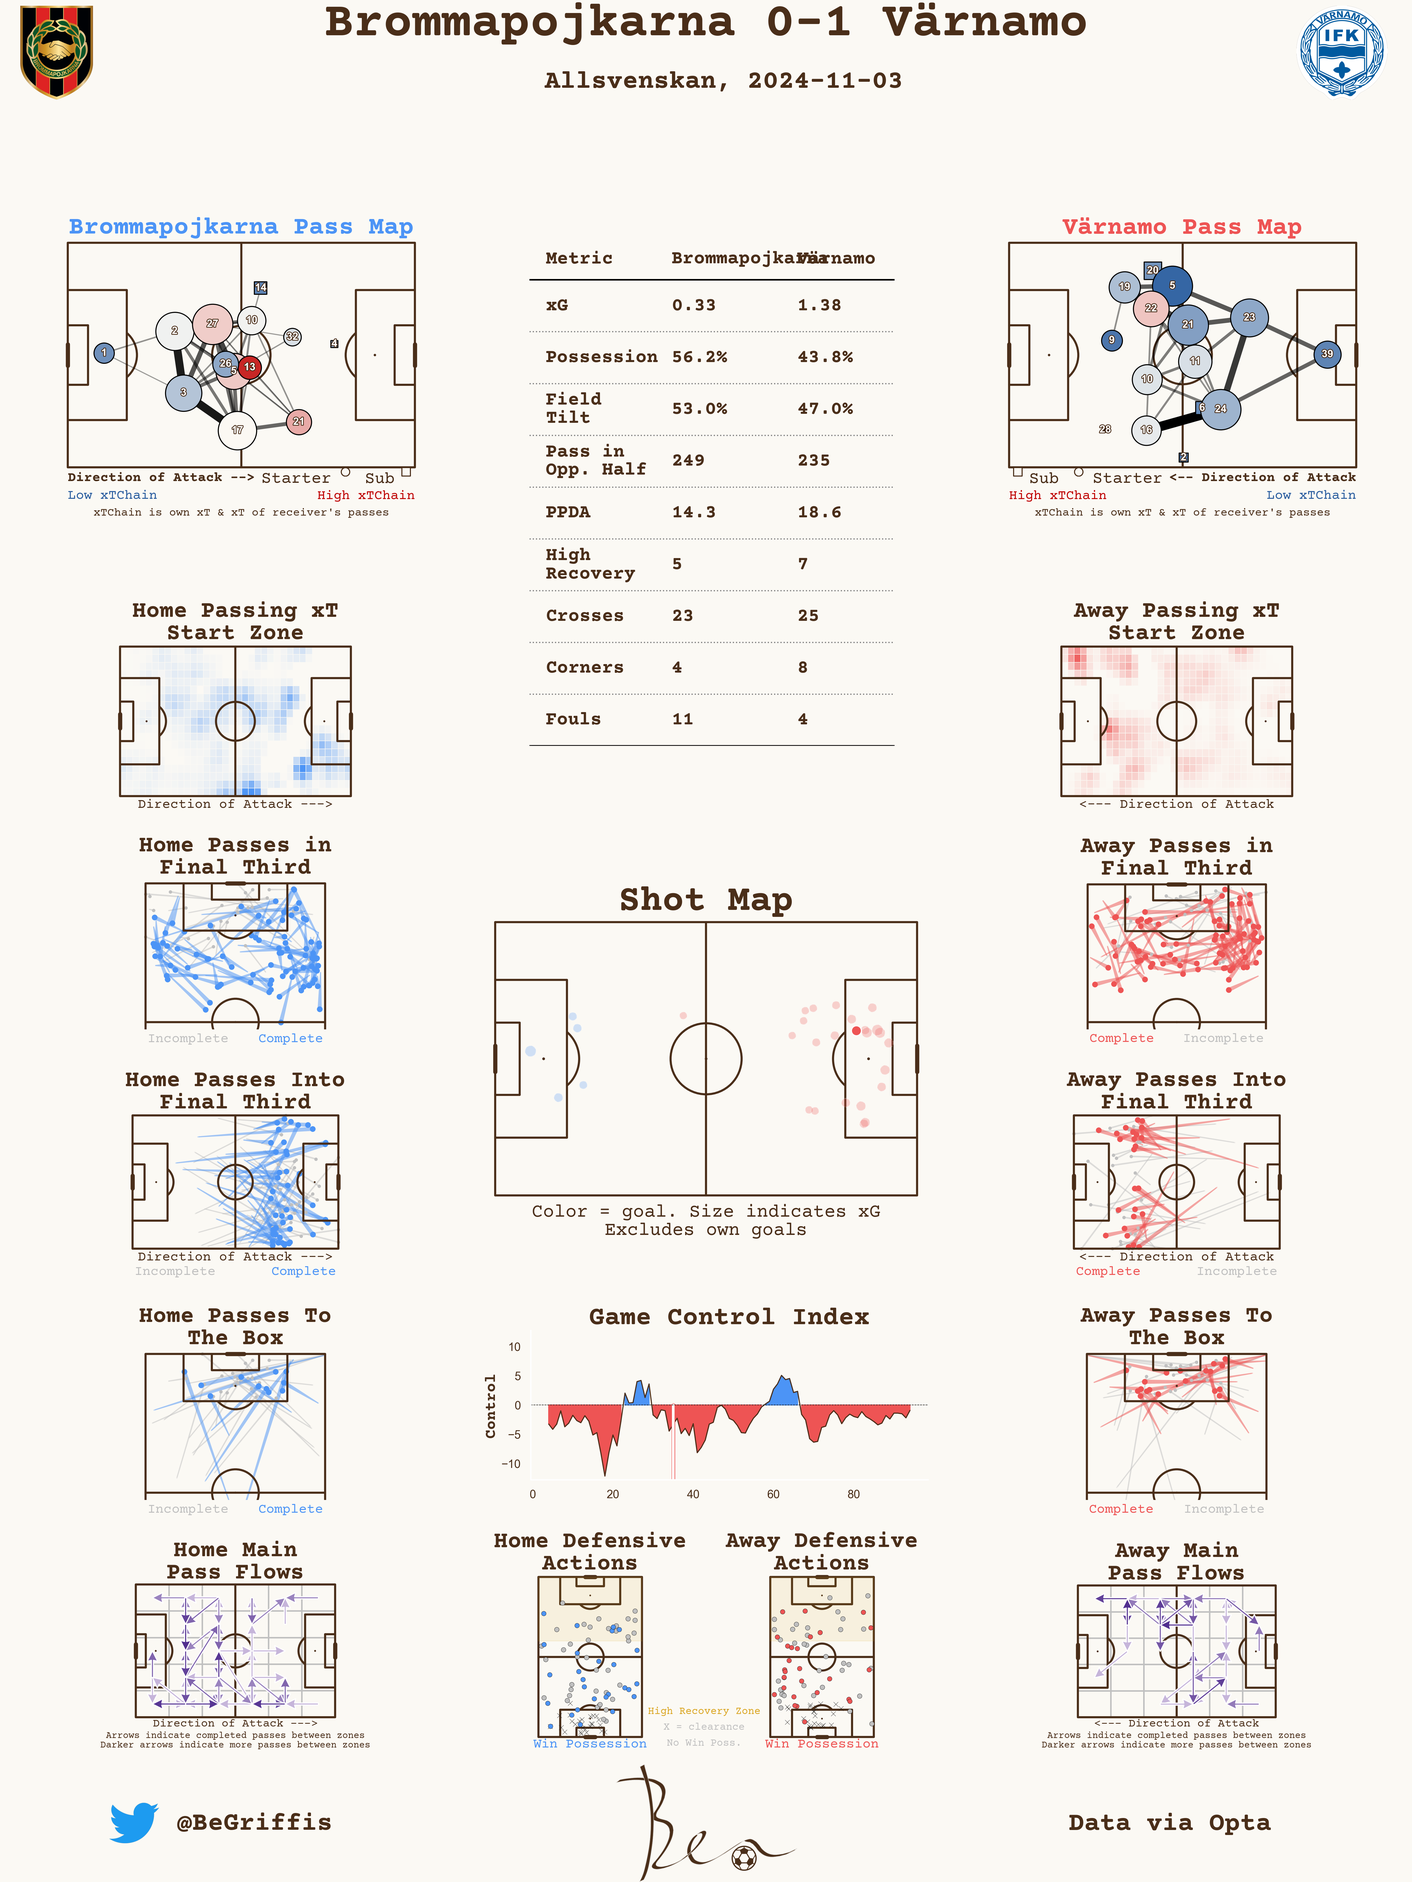 Brommapojkarna 0-1 Värnamo
Allsvenskan, 2024-11-03
BROMMAPOJKARNA
VÄRNAMO
IFK
Brommapojkarna Pass Map
14
2
27
10
32
4
1
26
5
13
3
17
21
Direction of Attack --> Starter Sub
Low xTChain High xTChain
xTChain is own xT & xT of receiver's passes
Metric Brommapojkarna Värnamo
xG 0.33 1.38
Possession 56.2% 43.8%
Field
Tilt 53.0% 47.0%
Pass in
Opp. Half 249 235
PPDA 14.3 18.6
High
Recovery 5 7
Crosses 23 25
Corners 4 8
Fouls 11 4
Värnamo Pass Map
20
19
5
22
21
23
9
11
39
10
6
24
28
16
2
Sub Starter <-- Direction of Attack
High xTChain Low xTChain
xTChain is own xT & xT of receiver's passes
Home Passing xT
Start Zone
Direction of Attack --->
Away Passing xT
Start Zone
<--- Direction of Attack
Home Passes in
Final Third
Incomplete Complete
Away Passes in
Final Third
Complete Incomplete
Shot Map
Color = goal. Size indicates xG
Excludes own goals
Home Passes Into
Final Third
Direction of Attack --->
Incomplete Complete
Away Passes Into
Final Third
<--- Direction of Attack
Complete Incomplete
Home Passes To
The Box
Incomplete Complete
Game Control Index
Control
10
5
0
−5
−10
0 20 40 60 80
Away Passes To
The Box
Complete Incomplete
Home Main
Pass Flows
Direction of Attack --->
Arrows indicate completed passes between zones
Darker arrows indicate more passes between zones
Home Defensive
Actions
Win Possession
High Recovery Zone
X = clearance
No Win Poss.
Away Defensive
Actions
Win Possession
Away Main
Pass Flows
<--- Direction of Attack
Arrows indicate completed passes between zones
Darker arrows indicate more passes between zones
@BeGriffis
Ben
Data via Opta